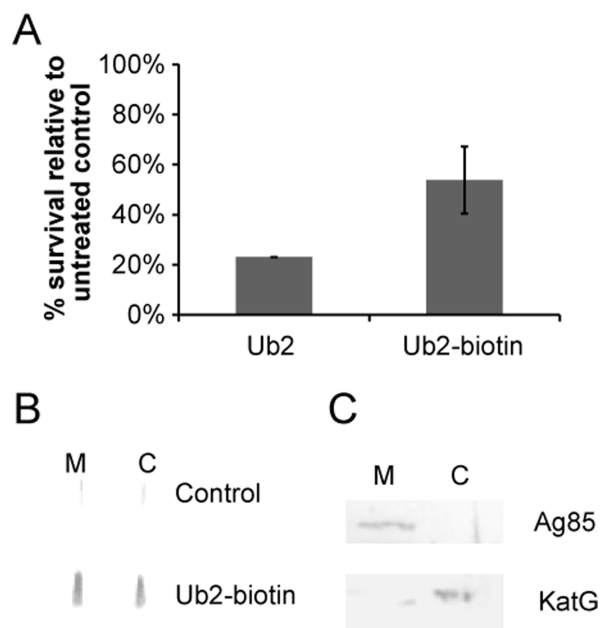 A
% survival relative to
untreated control
100%
80%
60%
40%
20%
0%
Ub2 Ub2-biotin
B
M C
Control
Ub2-biotin
C
M C
Ag85
KatG